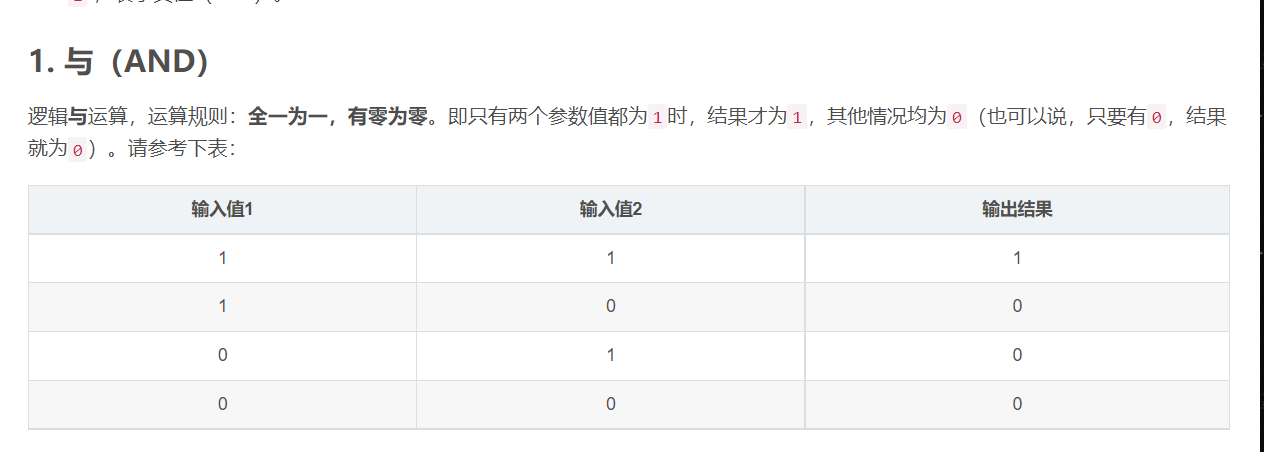 1. 与（AND）
逻辑与运算，运算规则：全一为一，有零为零。即只有两个参数值都为 1 时，结果才为 1 ，其他情况均为 0 （也可以说，只要有 0 ，结果
就为 0 ）。请参考下表：
输入值1 输入值2 输出结果
1 1 1
1 0 0
0 1 0
0 0 0